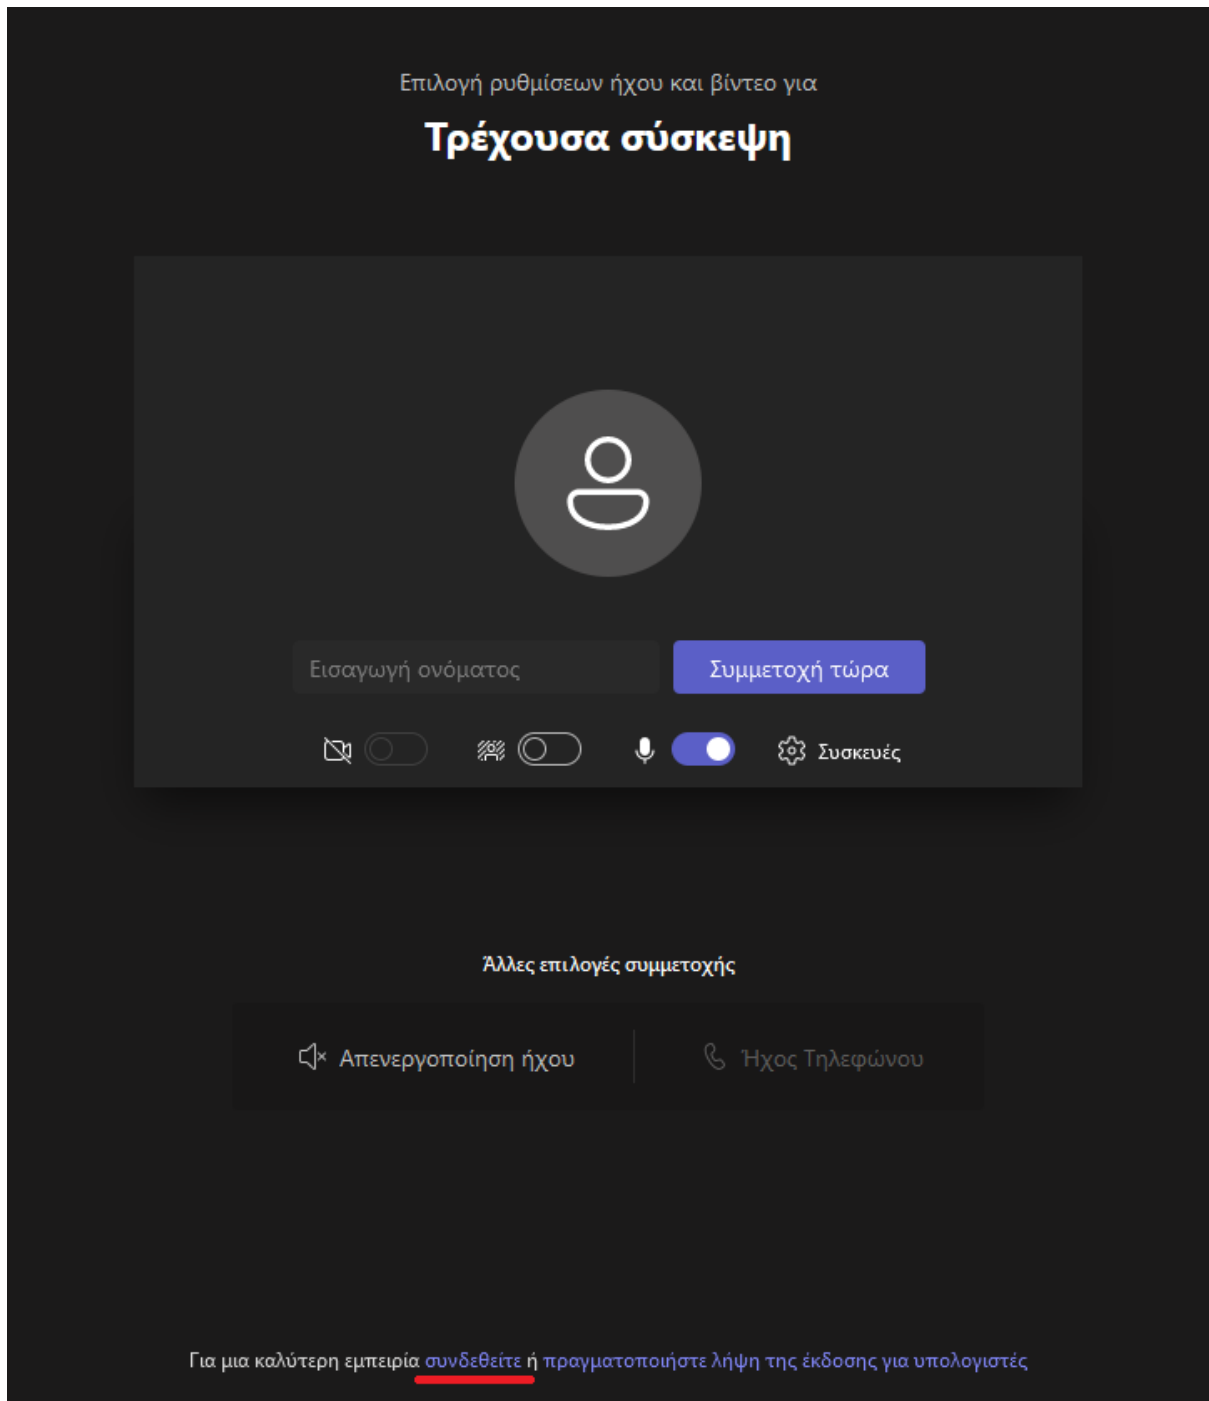 Επιλογή ρυθμίσεων ήχου και βίντεο για
Τρέχουσα σύσκεψη
Εισαγωγή ονόματος
Συμμετοχή τώρα
Συσκευές
Άλλες επιλογές συμμετοχής
Απενεργοποίηση ήχου
Ήχος Τηλεφώνου
Για μια καλύτερη εμπειρία συνδεθείτε ή πραγματοποιήστε λήψη της έκδοσης για υπολογιστές